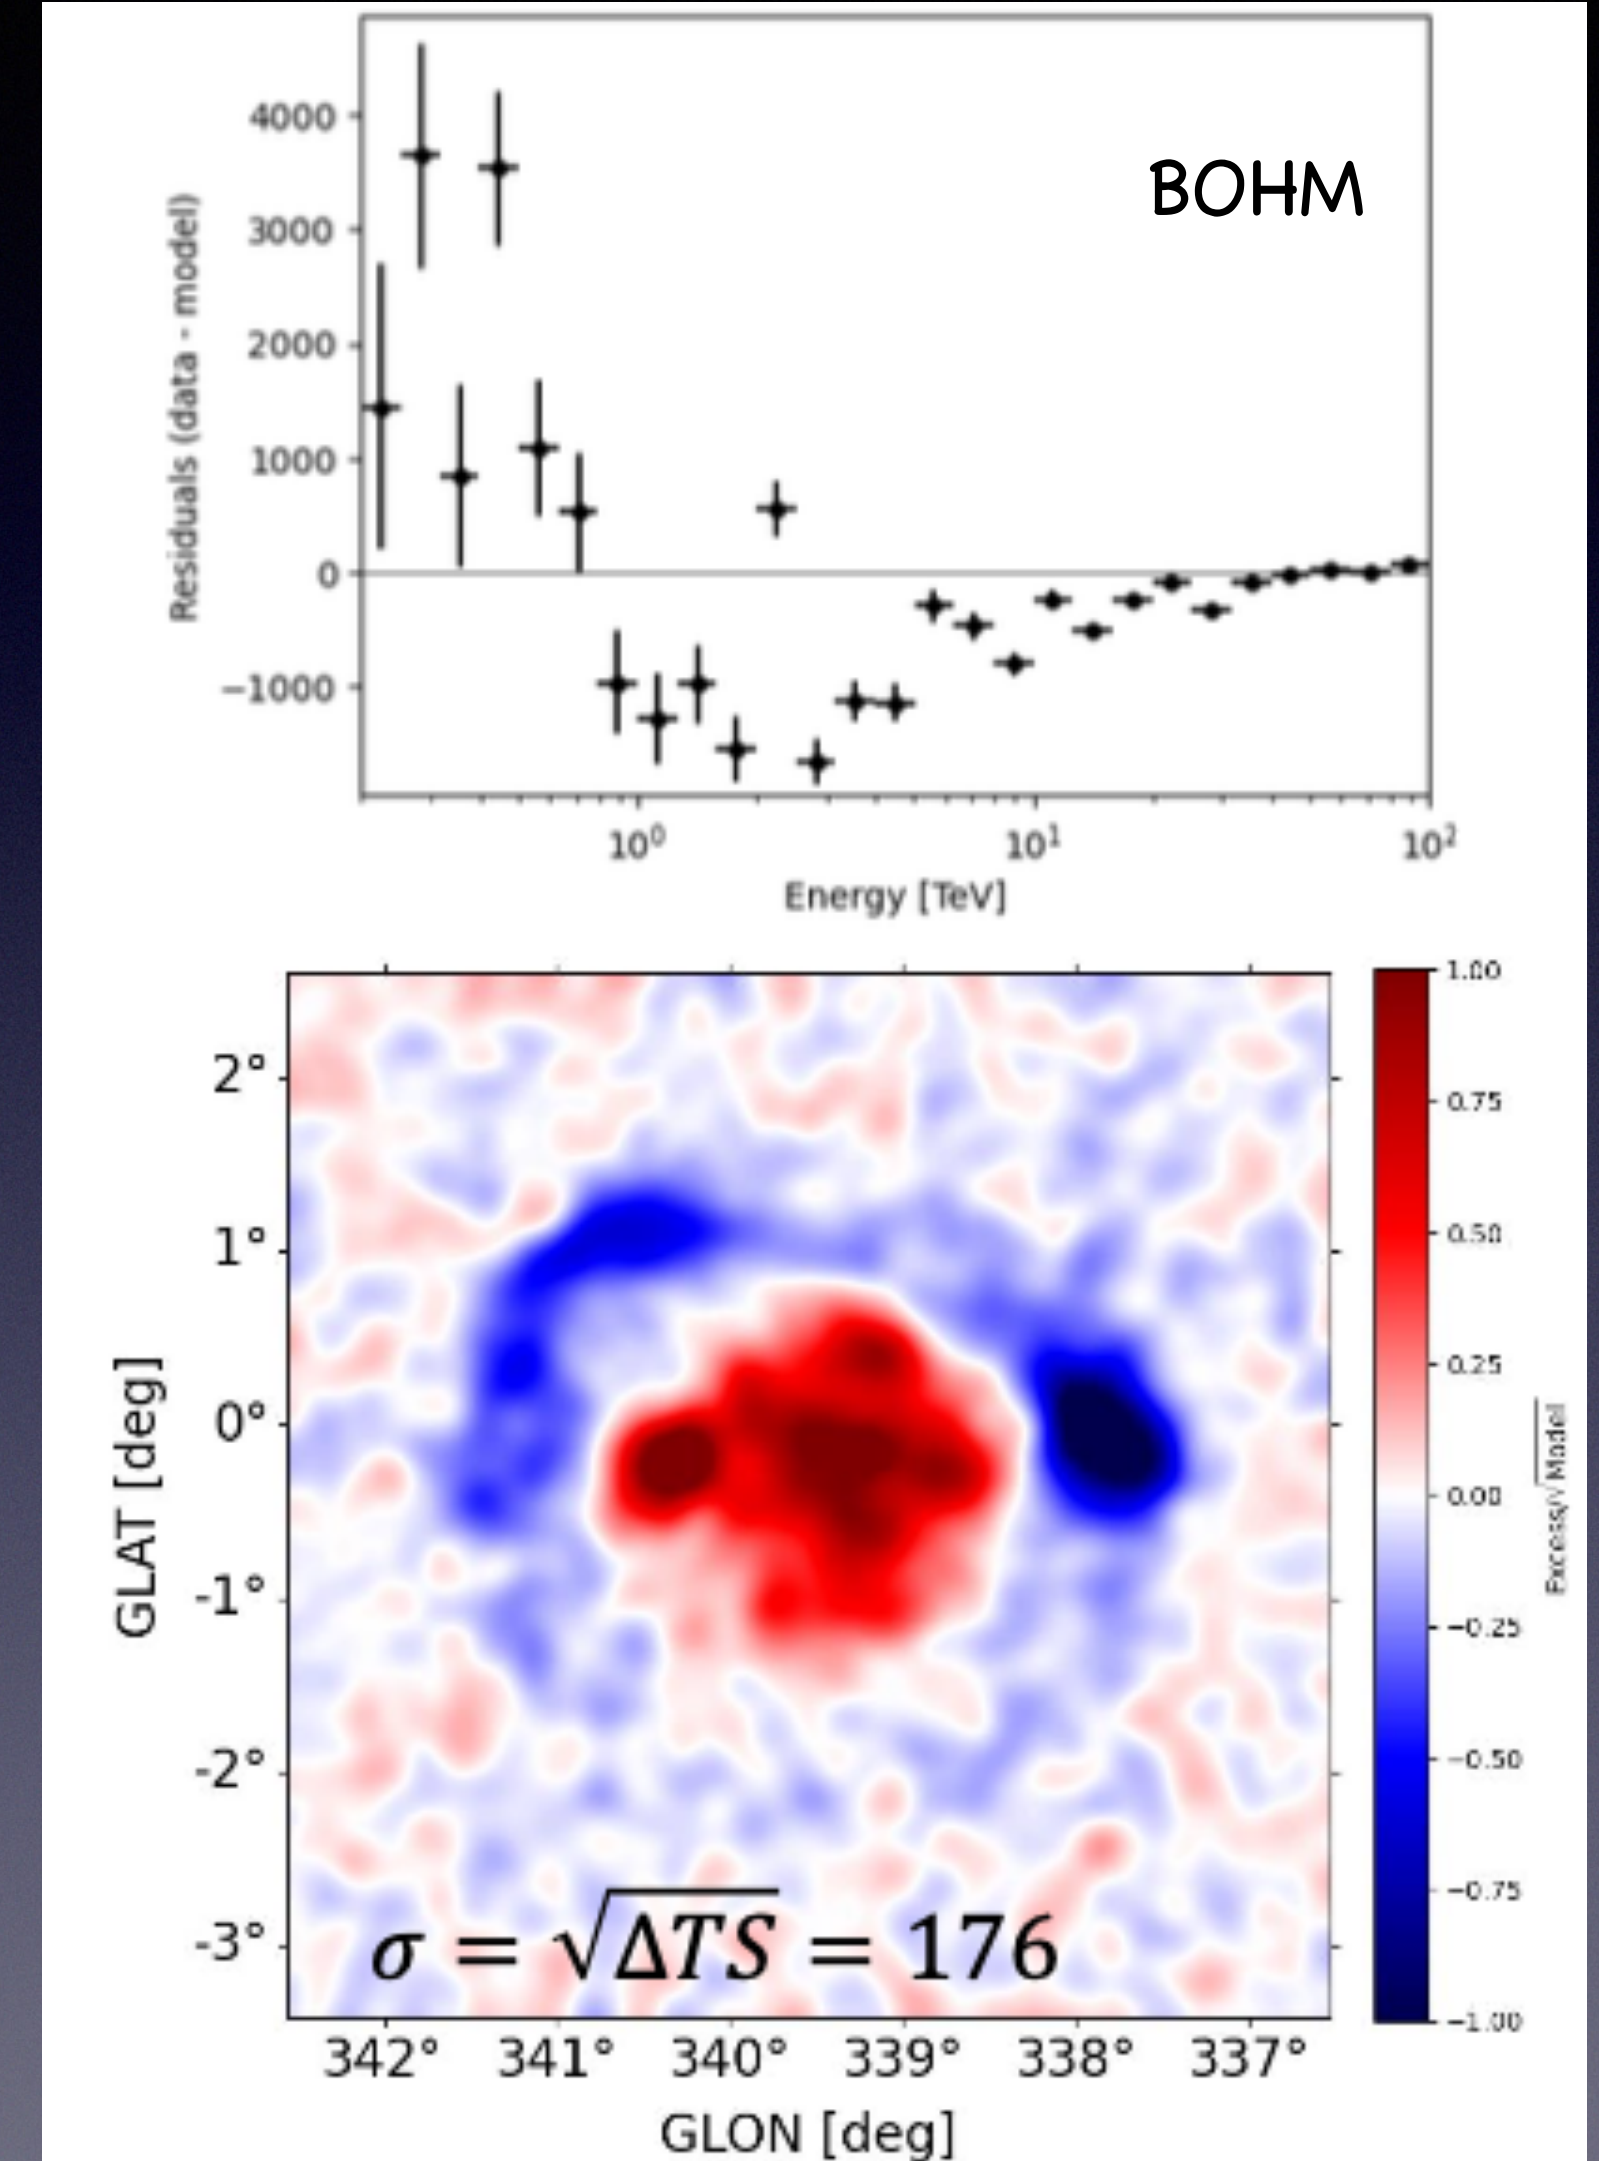 BOHM
4000
3000
2000
1000
0
−1000
Residuals (data - model)
10⁰ 10¹ 10²
Energy [TeV]
2°
1°
0°
-1°
-2°
-3°
GLAT [deg]
σ = √ΔTS = 176
342° 341° 340° 339° 338° 337°
GLON [deg]
1.00
0.75
0.50
0.25
0.00
−0.25
−0.50
−0.75
−1.00
Excess/√Model